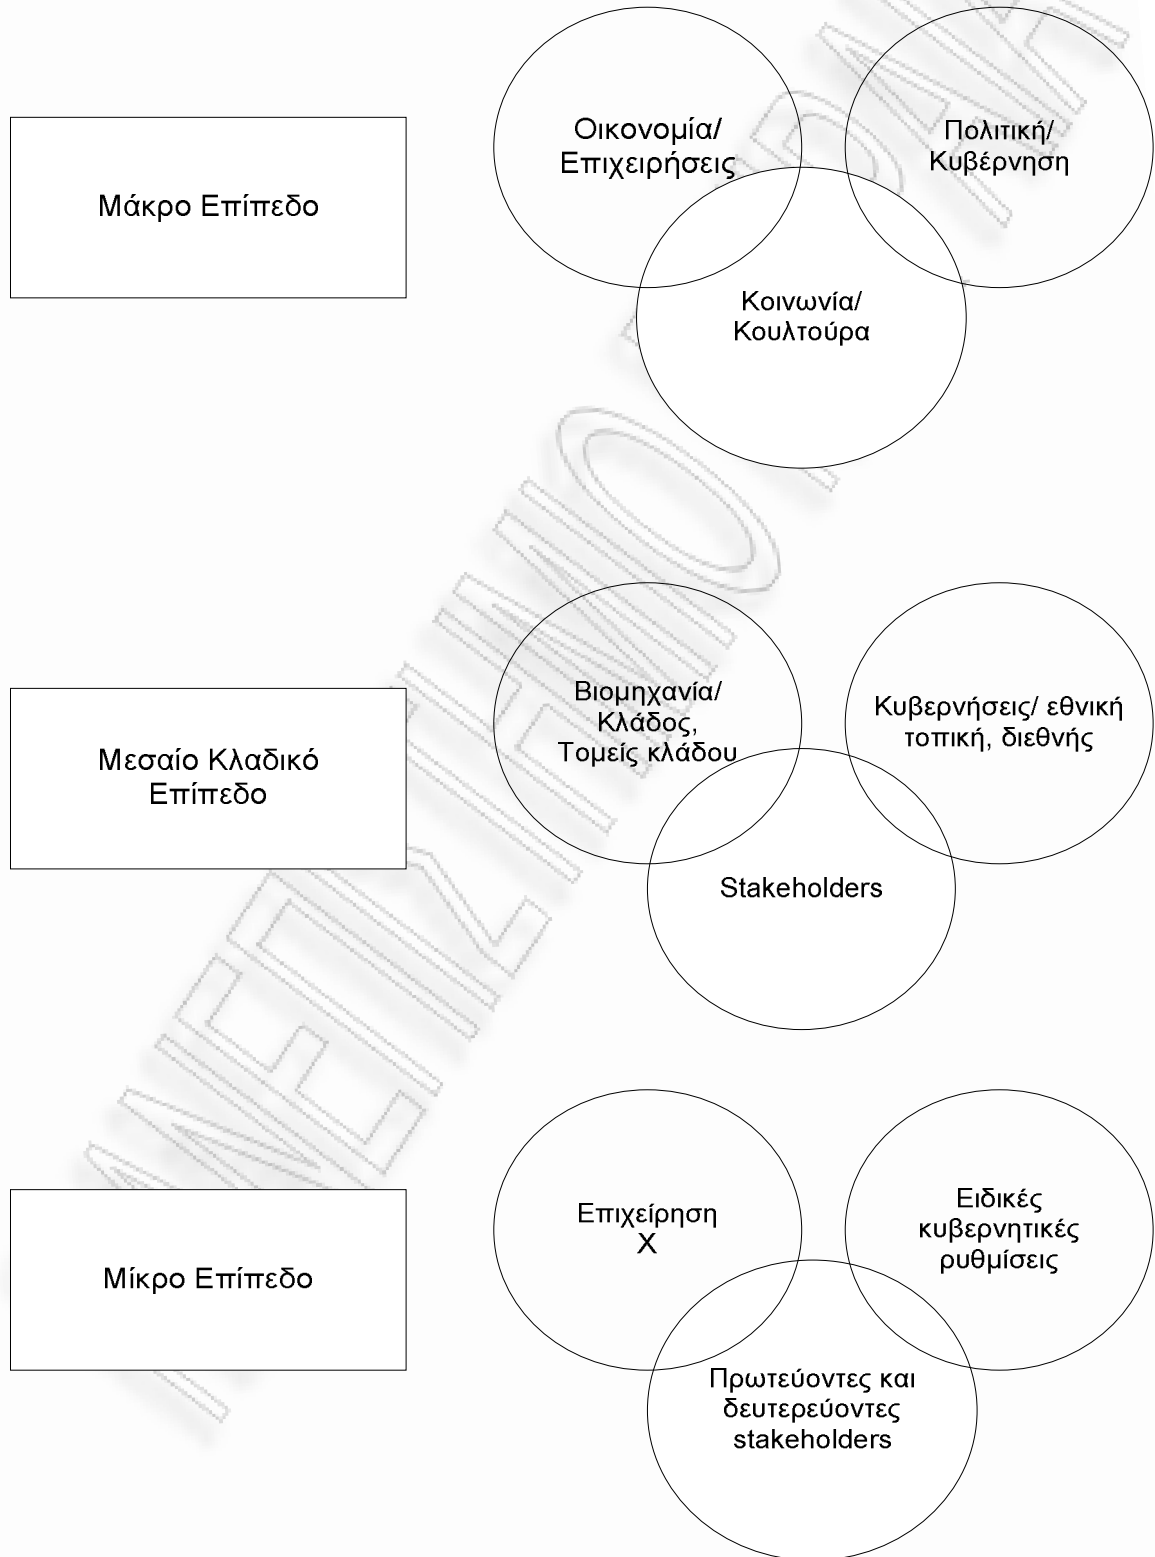 Μάκρο Επίπεδο
Οικονομία/
Επιχειρήσεις
Πολιτική/
Κυβέρνηση
Κοινωνία/
Κουλτούρα
Μεσαίο Κλαδικό
Επίπεδο
Βιομηχανία/
Κλάδος,
Τομείς κλάδου
Κυβερνήσεις/ εθνική
τοπική, διεθνής
Stakeholders
Μίκρο Επίπεδο
Επιχείρηση
Χ
Ειδικές
κυβερνητικές
ρυθμίσεις
Πρωτεύοντες και
δευτερεύοντες
stakeholders